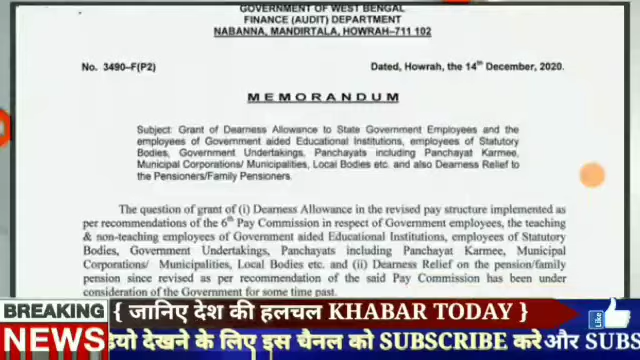 GOVERNMENT OF WEST BENGAL
FINANCE (AUDIT) DEPARTMENT
NABANNA, MANDIRTALA, HOWRAH–711 102
No. 3490–F(P2)
Dated, Howrah, the 14th December, 2020.
MEMORANDUM
Subject: Grant of Dearness Allowance to State Government Employees and the
employees of Government aided Educational Institutions, employees of Statutory
Bodies, Government Undertakings, Panchayats including Panchayat Karmee,
Municipal Corporations/ Municipalities, Local Bodies etc. and also Dearness Relief to
the Pensioners/Family Pensioners.
The question of grant of (i) Dearness Allowance in the revised pay structure implemented as
per recommendations of the 6th Pay Commission in respect of Government employees, the teaching
& non-teaching employees of Government aided Educational Institutions, employees of Statutory
Bodies, Government Undertakings, Panchayats including Panchayat Karmee, Municipal
Corporations/ Municipalities, Local Bodies etc. and (ii) Dearness Relief on the pension/family
pension since revised as per recommendation of the said Pay Commission has been under
consideration of the Government for some time past.
BREAKING
{ जानिए देश की हलचल KHABAR TODAY }
Like
NEWS
देखने के लिए इस चैनल को SUBSCRIBE करे और SUBS